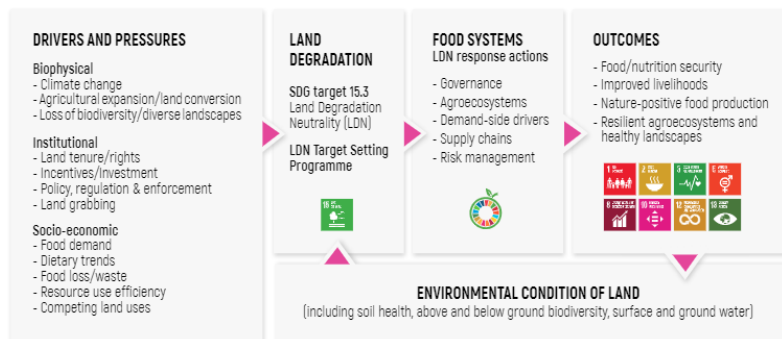 DRIVERS AND PRESSURES
Biophysical
- Climate change
- Agricultural expansion/land conversion
- Loss of biodiversity/diverse landscapes
Institutional
- Land tenure/rights
- Incentives/Investment
- Policy, regulation & enforcement
- Land grabbing
Socio-economic
- Food demand
- Dietary trends
- Food loss/waste
- Resource use efficiency
- Competing land uses
LAND
DEGRADATION
SDG target 15.3
Land Degradation
Neutrality (LDN)
LDN Target Setting
Programme
FOOD SYSTEMS
LDN response actions
- Governance
- Agroecosystems
- Demand-side drivers
- Supply chains
- Risk management
OUTCOMES
- Food/nutrition security
- Improved livelihoods
- Nature-positive food production
- Resilient agroecosystems and
healthy landscapes
ENVIRONMENTAL CONDITION OF LAND
(including soil health, above and below ground biodiversity, surface and ground water)